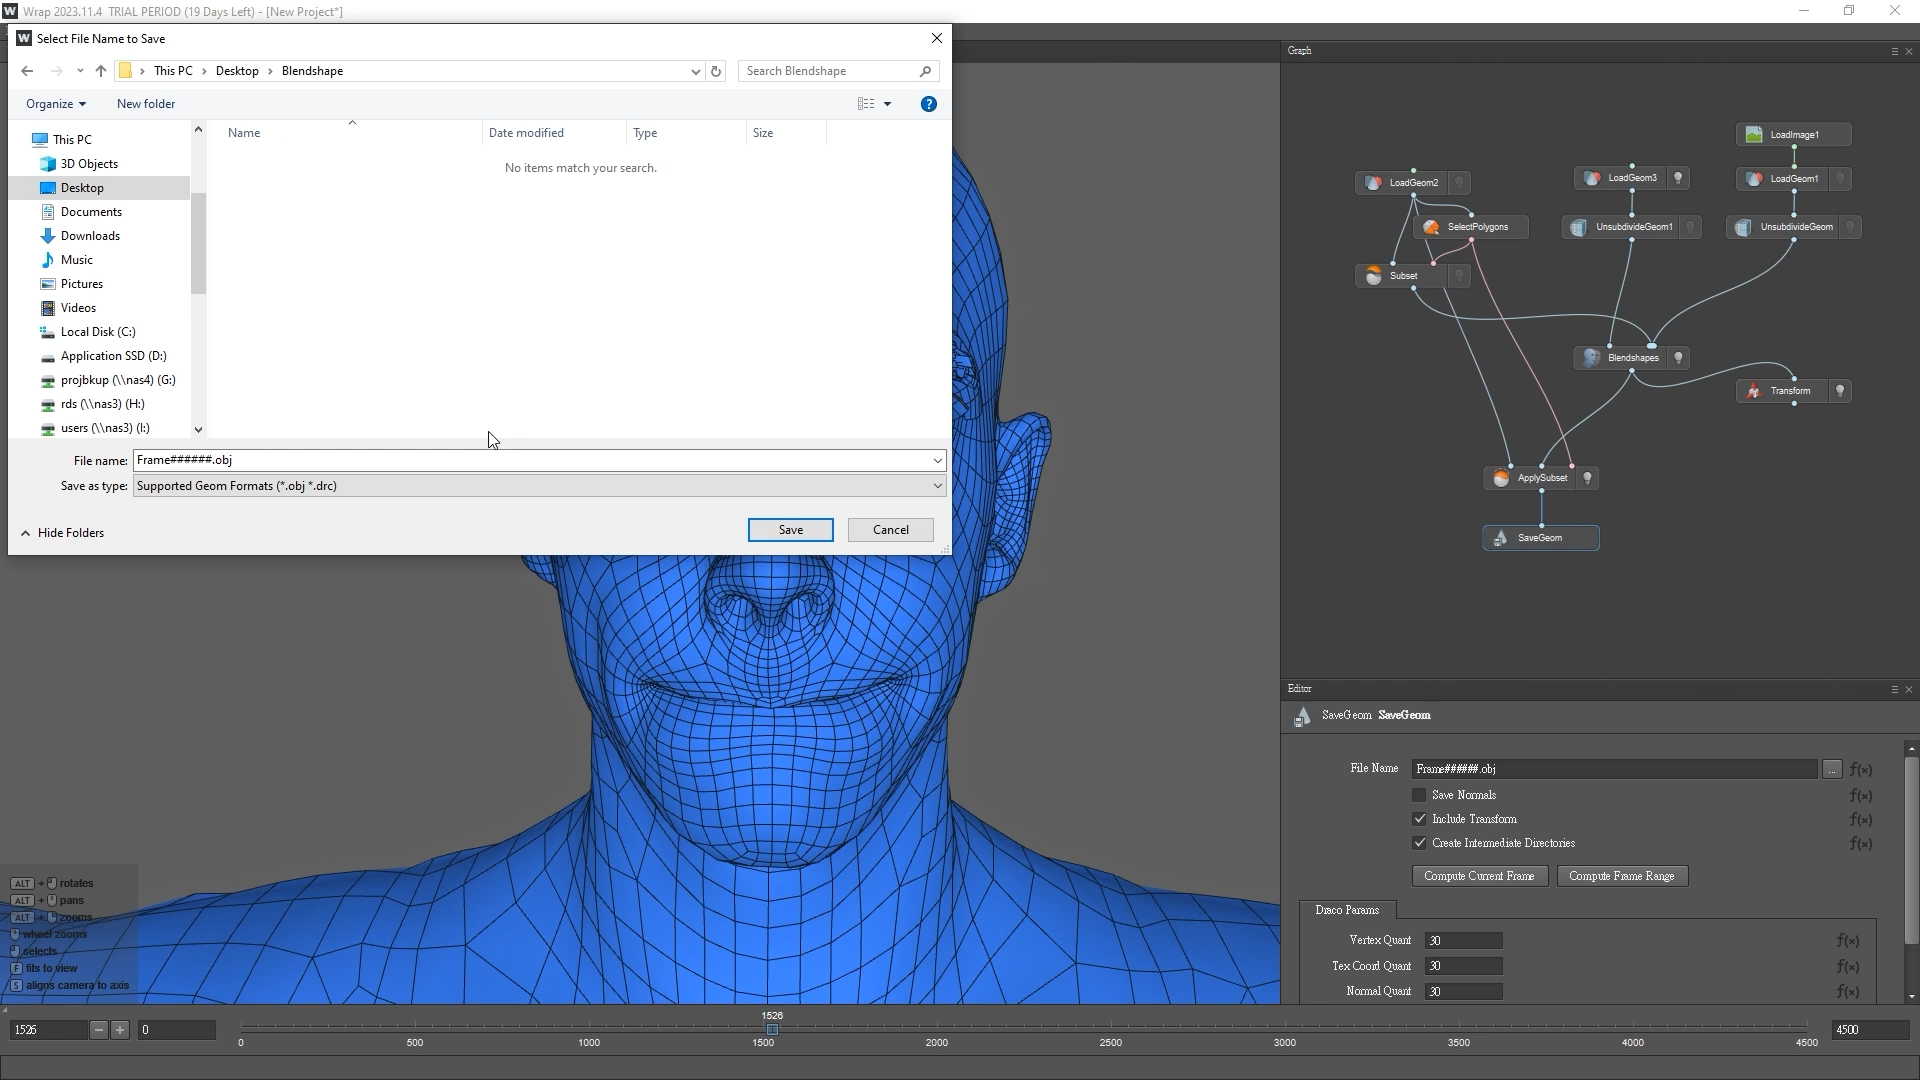 Wrap 2023.11.4  TRIAL PERIOD (19 Days Left) - [New Project*]
Select File Name to Save
This PC > Desktop > Blendshape
Search Blendshape
Organize
New folder
Name
Date modified
Type
Size
No items match your search.
This PC
3D Objects
Desktop
Documents
Downloads
Music
Pictures
Videos
Local Disk (C:)
Application SSD (D:)
projbkup (\\nas4) (G:)
rds (\\nas3) (H:)
users (\\nas3) (I:)
File name: Frame######.obj
Save as type: Supported Geom Formats (*.obj *.drc)
Hide Folders
Save
Cancel
Graph
LoadImage1
LoadGeom2
LoadGeom3
LoadGeom1
SelectPolygons
UnsubdivideGeom1
UnsubdivideGeom
Subset
Blendshapes
Transform
ApplySubset
SaveGeom
Editor
SaveGeom SaveGeom
File Name Frame######.obj ... f(x)
Save Normals f(x)
Include Transform f(x)
Create Intermediate Directories f(x)
Compute Current Frame
Compute Frame Range
Draco Params
Vertex Quant 30 f(x)
Tex Coord Quant 30 f(x)
Normal Quant 30 f(x)
ALT + rotates
ALT + pans
ALT + zooms
wheel zooms
selects
F fits to view
S aligns camera to axis
1526
1526 − + 0
4500
0 500 1000 1500 2000 2500 3000 3500 4000 4500